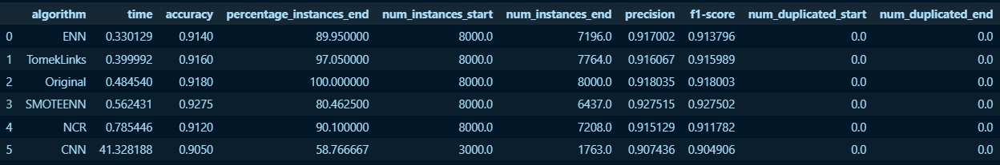 algorithm time accuracy percentage_instances_end num_instances_start num_instances_end precision f1-score num_duplicated_start num_duplicated_end
0 ENN 0.330129 0.9140 89.950000 8000.0 7196.0 0.917002 0.913796 0.0 0.0
1 TomekLinks 0.399992 0.9160 97.050000 8000.0 7764.0 0.916067 0.915989 0.0 0.0
2 Original 0.484540 0.9180 100.000000 8000.0 8000.0 0.918035 0.918003 0.0 0.0
3 SMOTEENN 0.562431 0.9275 80.462500 8000.0 6437.0 0.927515 0.927502 0.0 0.0
4 NCR 0.785446 0.9120 90.100000 8000.0 7208.0 0.915129 0.911782 0.0 0.0
5 CNN 41.328188 0.9050 58.766667 3000.0 1763.0 0.907436 0.904906 0.0 0.0